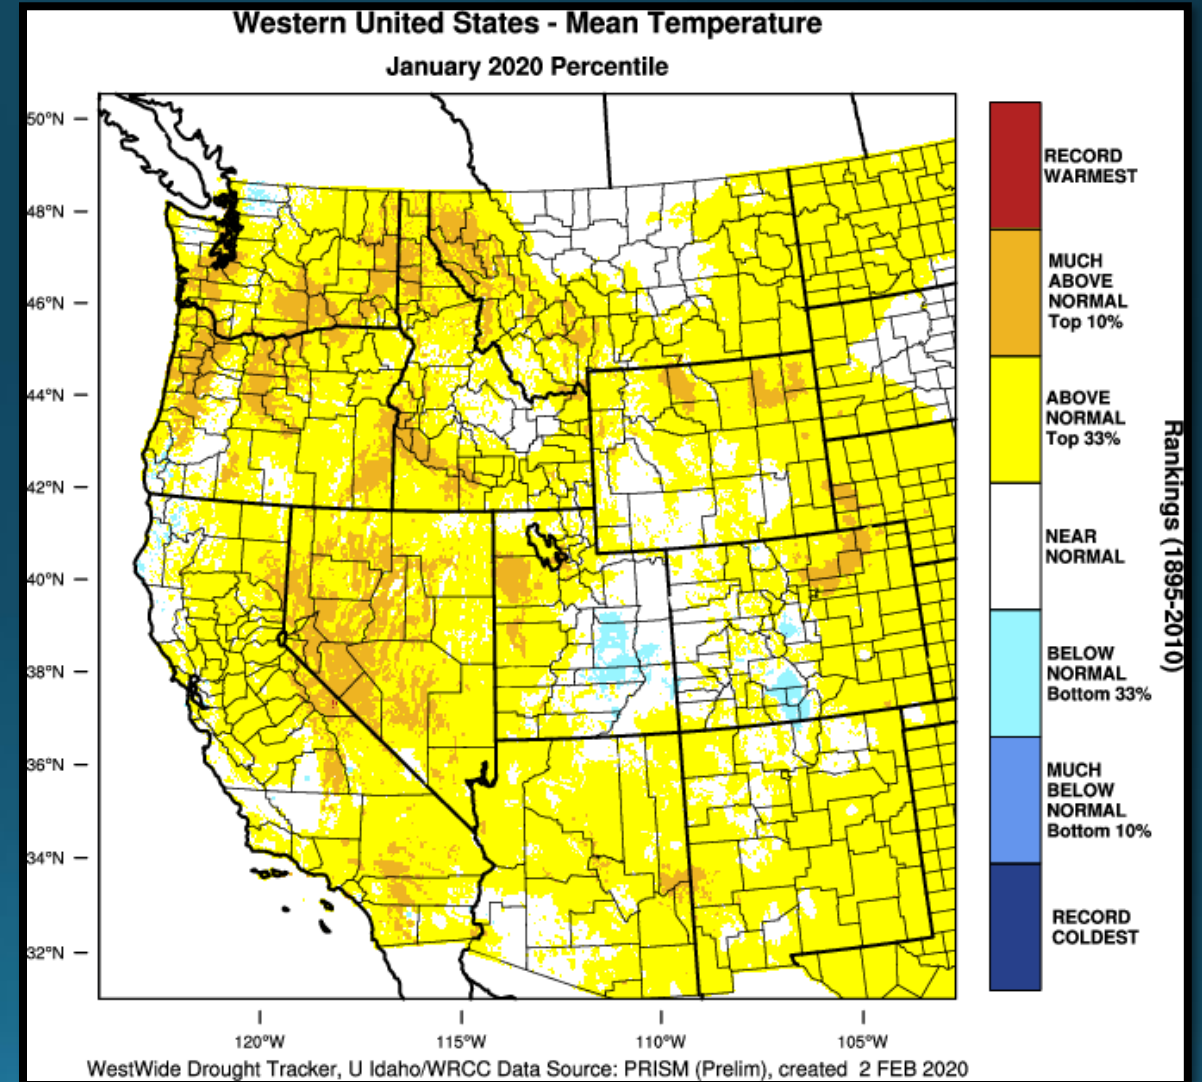 Western United States - Mean Temperature
January 2020 Percentile
50°N
48°N
46°N
44°N
42°N
40°N
38°N
36°N
34°N
32°N
120°W
115°W
110°W
105°W
RECORD
WARMEST
MUCH
ABOVE
NORMAL
Top 10%
ABOVE
NORMAL
Top 33%
NEAR
NORMAL
BELOW
NORMAL
Bottom 33%
MUCH
BELOW
NORMAL
Bottom 10%
RECORD
COLDEST
Rankings (1895-2010)
WestWide Drought Tracker, U Idaho/WRCC Data Source: PRISM (Prelim), created 2 FEB 2020